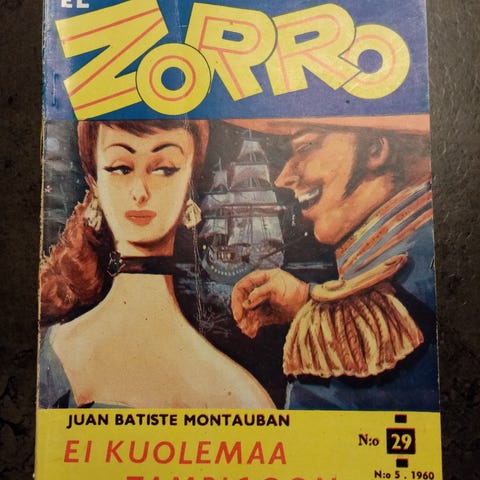 EL
ZORRO
JUAN BATISTE MONTAUBAN
EI KUOLEMAA
N:o 29
N:o 5 . 1960